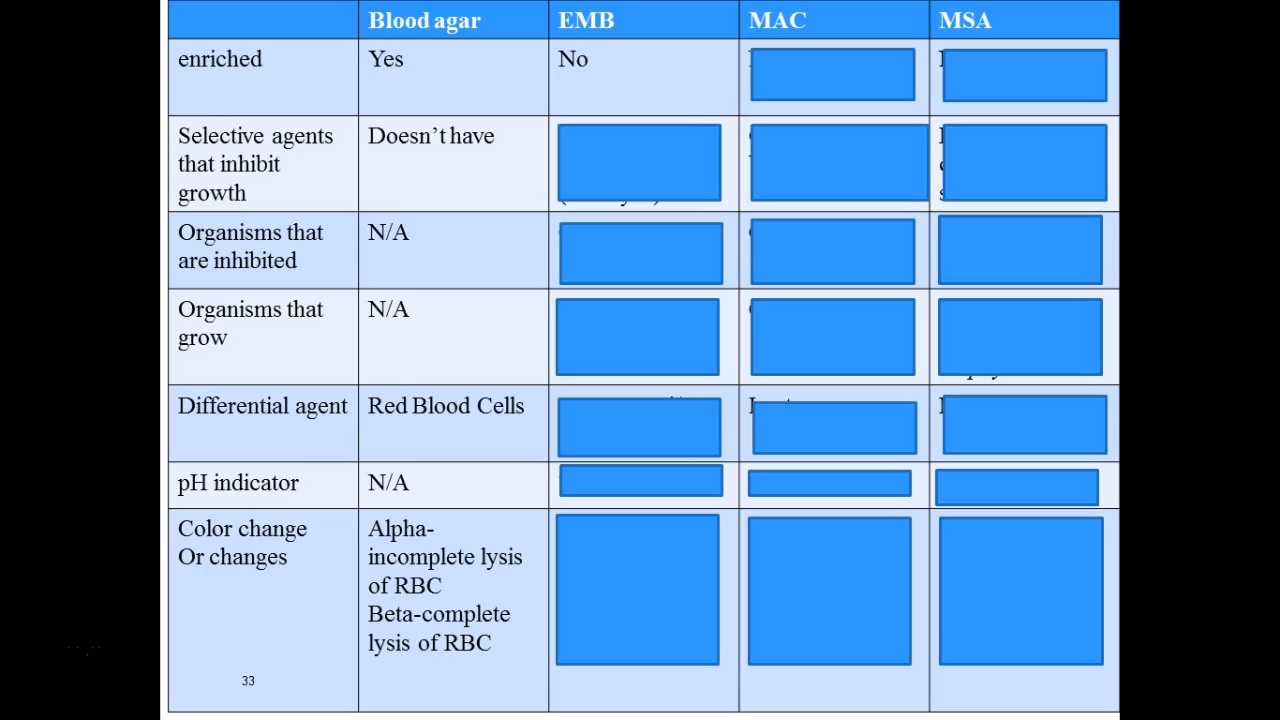 Blood agar EMB MAC MSA
enriched Yes No
Selective agents Doesn't have
that inhibit
growth
Organisms that N/A
are inhibited
Organisms that N/A
grow
Differential agent Red Blood Cells
pH indicator N/A
Color change Alpha-
Or changes incomplete lysis
of RBC
Beta-complete
lysis of RBC
33